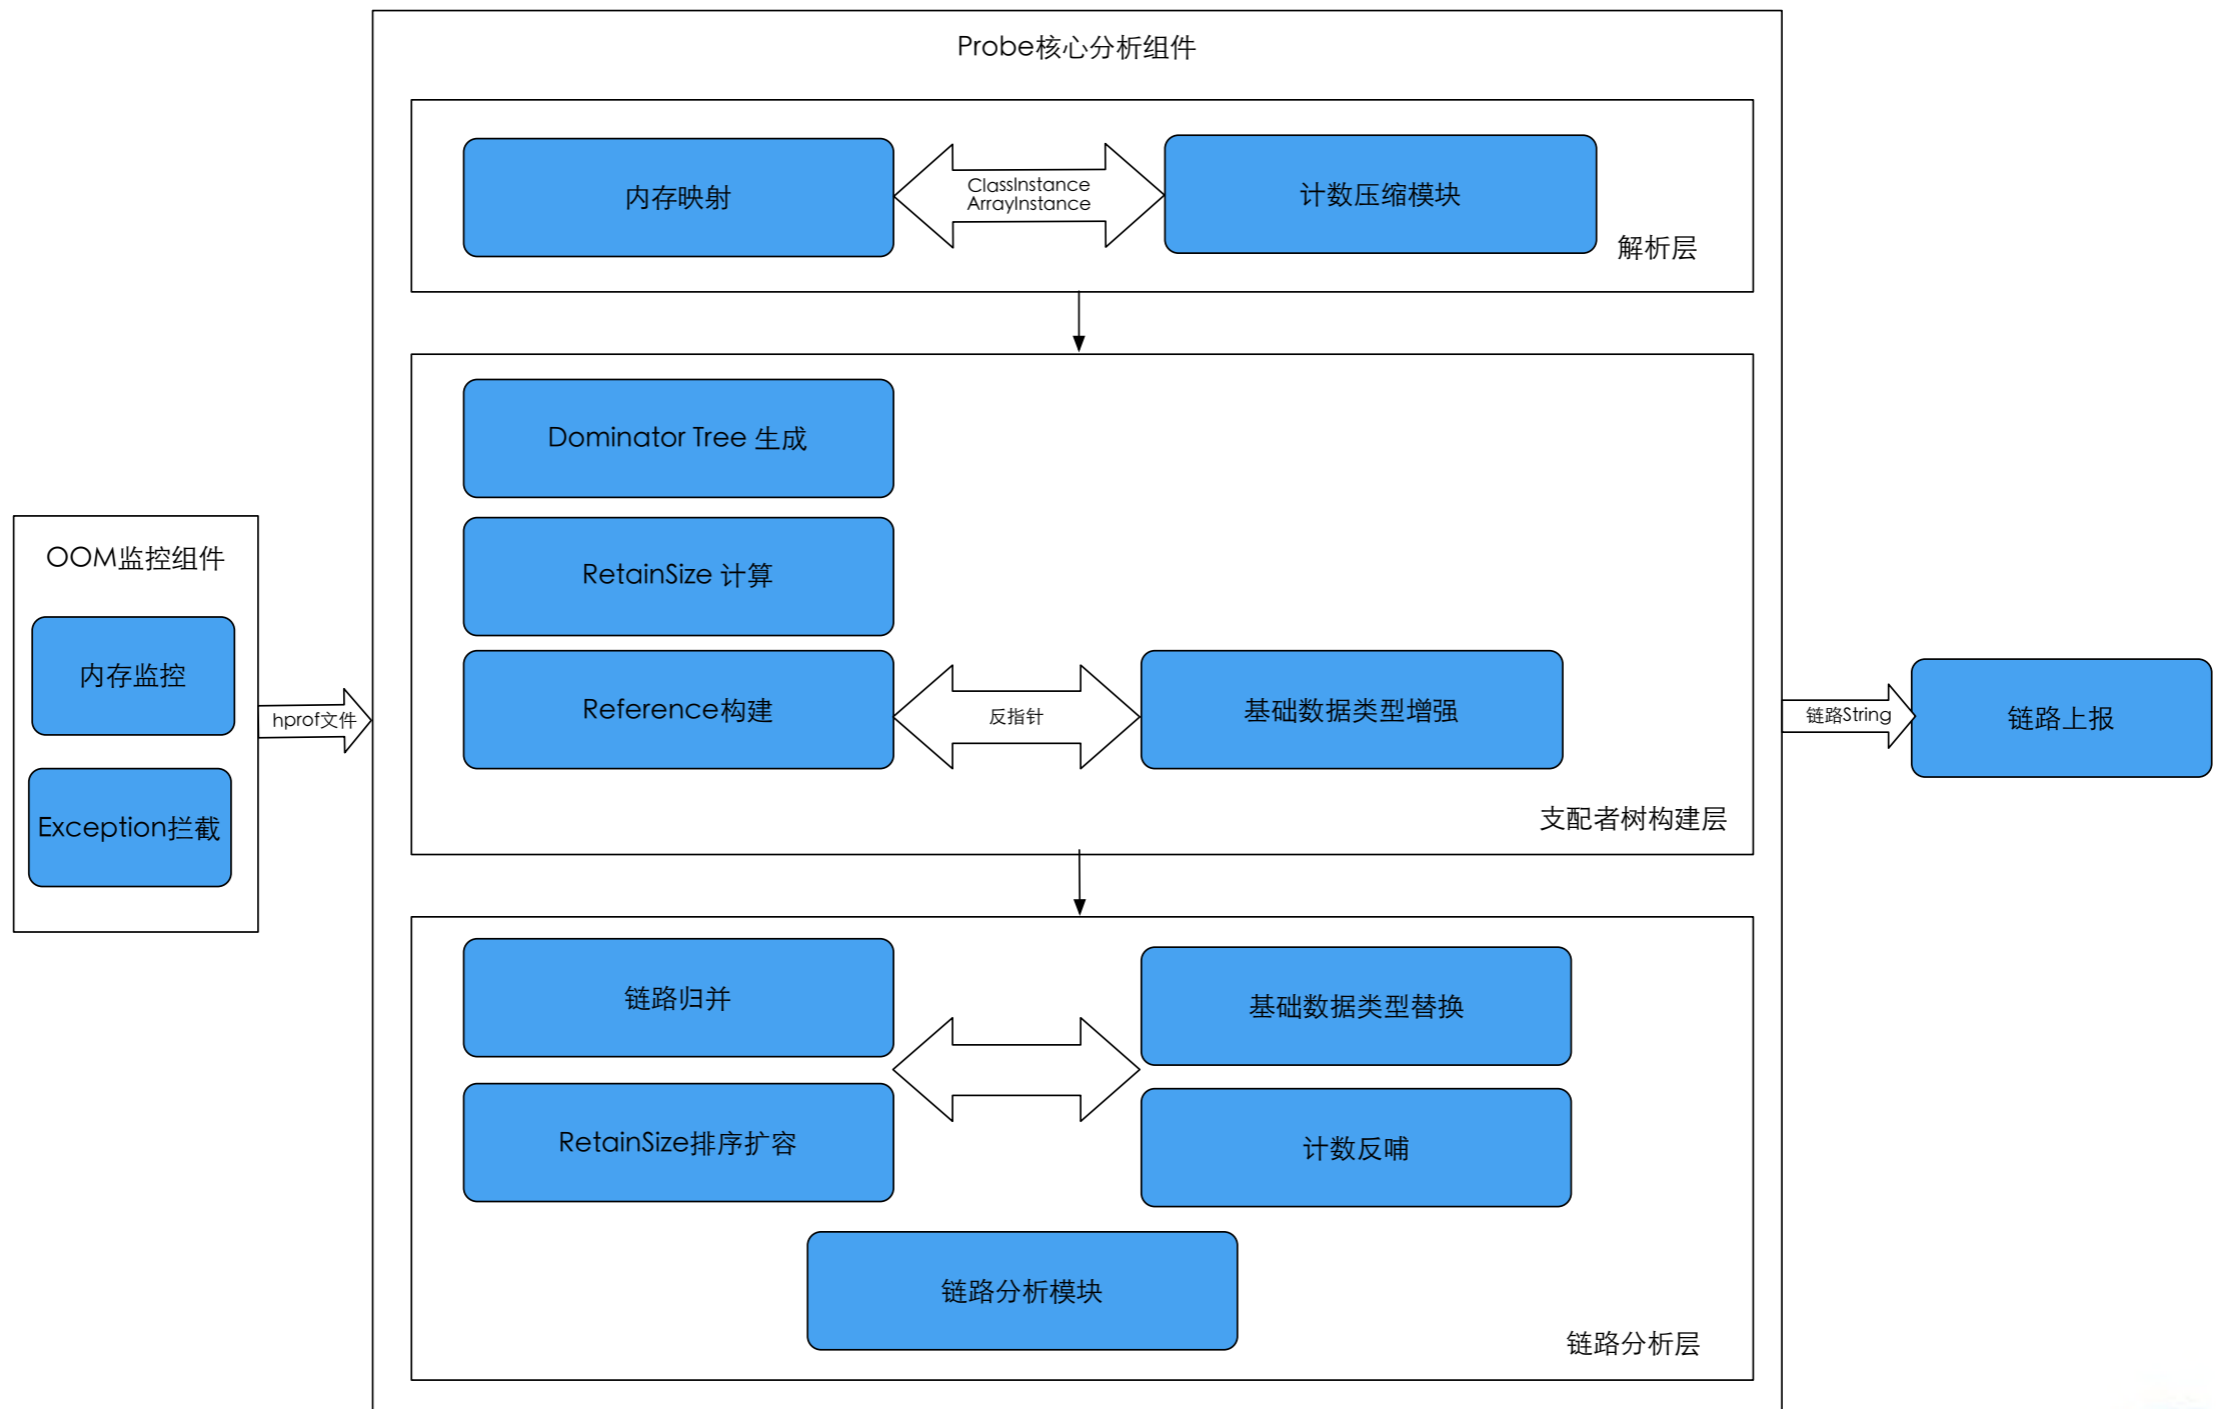 Probe核心分析组件
内存映射
ClassInstance
ArrayInstance
计数压缩模块
解析层
Dominator Tree 生成
RetainSize 计算
Reference构建
反指针
基础数据类型增强
支配者树构建层
OOM监控组件
内存监控
Exception拦截
hprof文件
链路String
链路上报
链路归并
基础数据类型替换
RetainSize排序扩容
计数反哺
链路分析模块
链路分析层